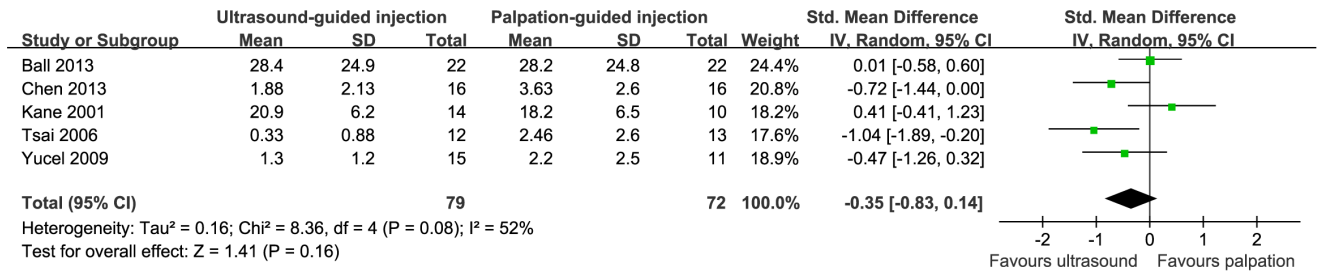 Ultrasound-guided injection Palpation-guided injection Std. Mean Difference Std. Mean Difference
Study or Subgroup Mean SD Total Mean SD Total Weight IV, Random, 95% CI IV, Random, 95% CI
Ball 2013 28.4 24.9 22 28.2 24.8 22 24.4% 0.01 [-0.58, 0.60]
Chen 2013 1.88 2.13 16 3.63 2.6 16 20.8% -0.72 [-1.44, 0.00]
Kane 2001 20.9 6.2 14 18.2 6.5 10 18.2% 0.41 [-0.41, 1.23]
Tsai 2006 0.33 0.88 12 2.46 2.6 13 17.6% -1.04 [-1.89, -0.20]
Yucel 2009 1.3 1.2 15 2.2 2.5 11 18.9% -0.47 [-1.26, 0.32]
Total (95% CI) 79 72 100.0% -0.35 [-0.83, 0.14]
Heterogeneity: Tau² = 0.16; Chi² = 8.36, df = 4 (P = 0.08); I² = 52%
Test for overall effect: Z = 1.41 (P = 0.16)
-2 -1 0 1 2
Favours ultrasound Favours palpation